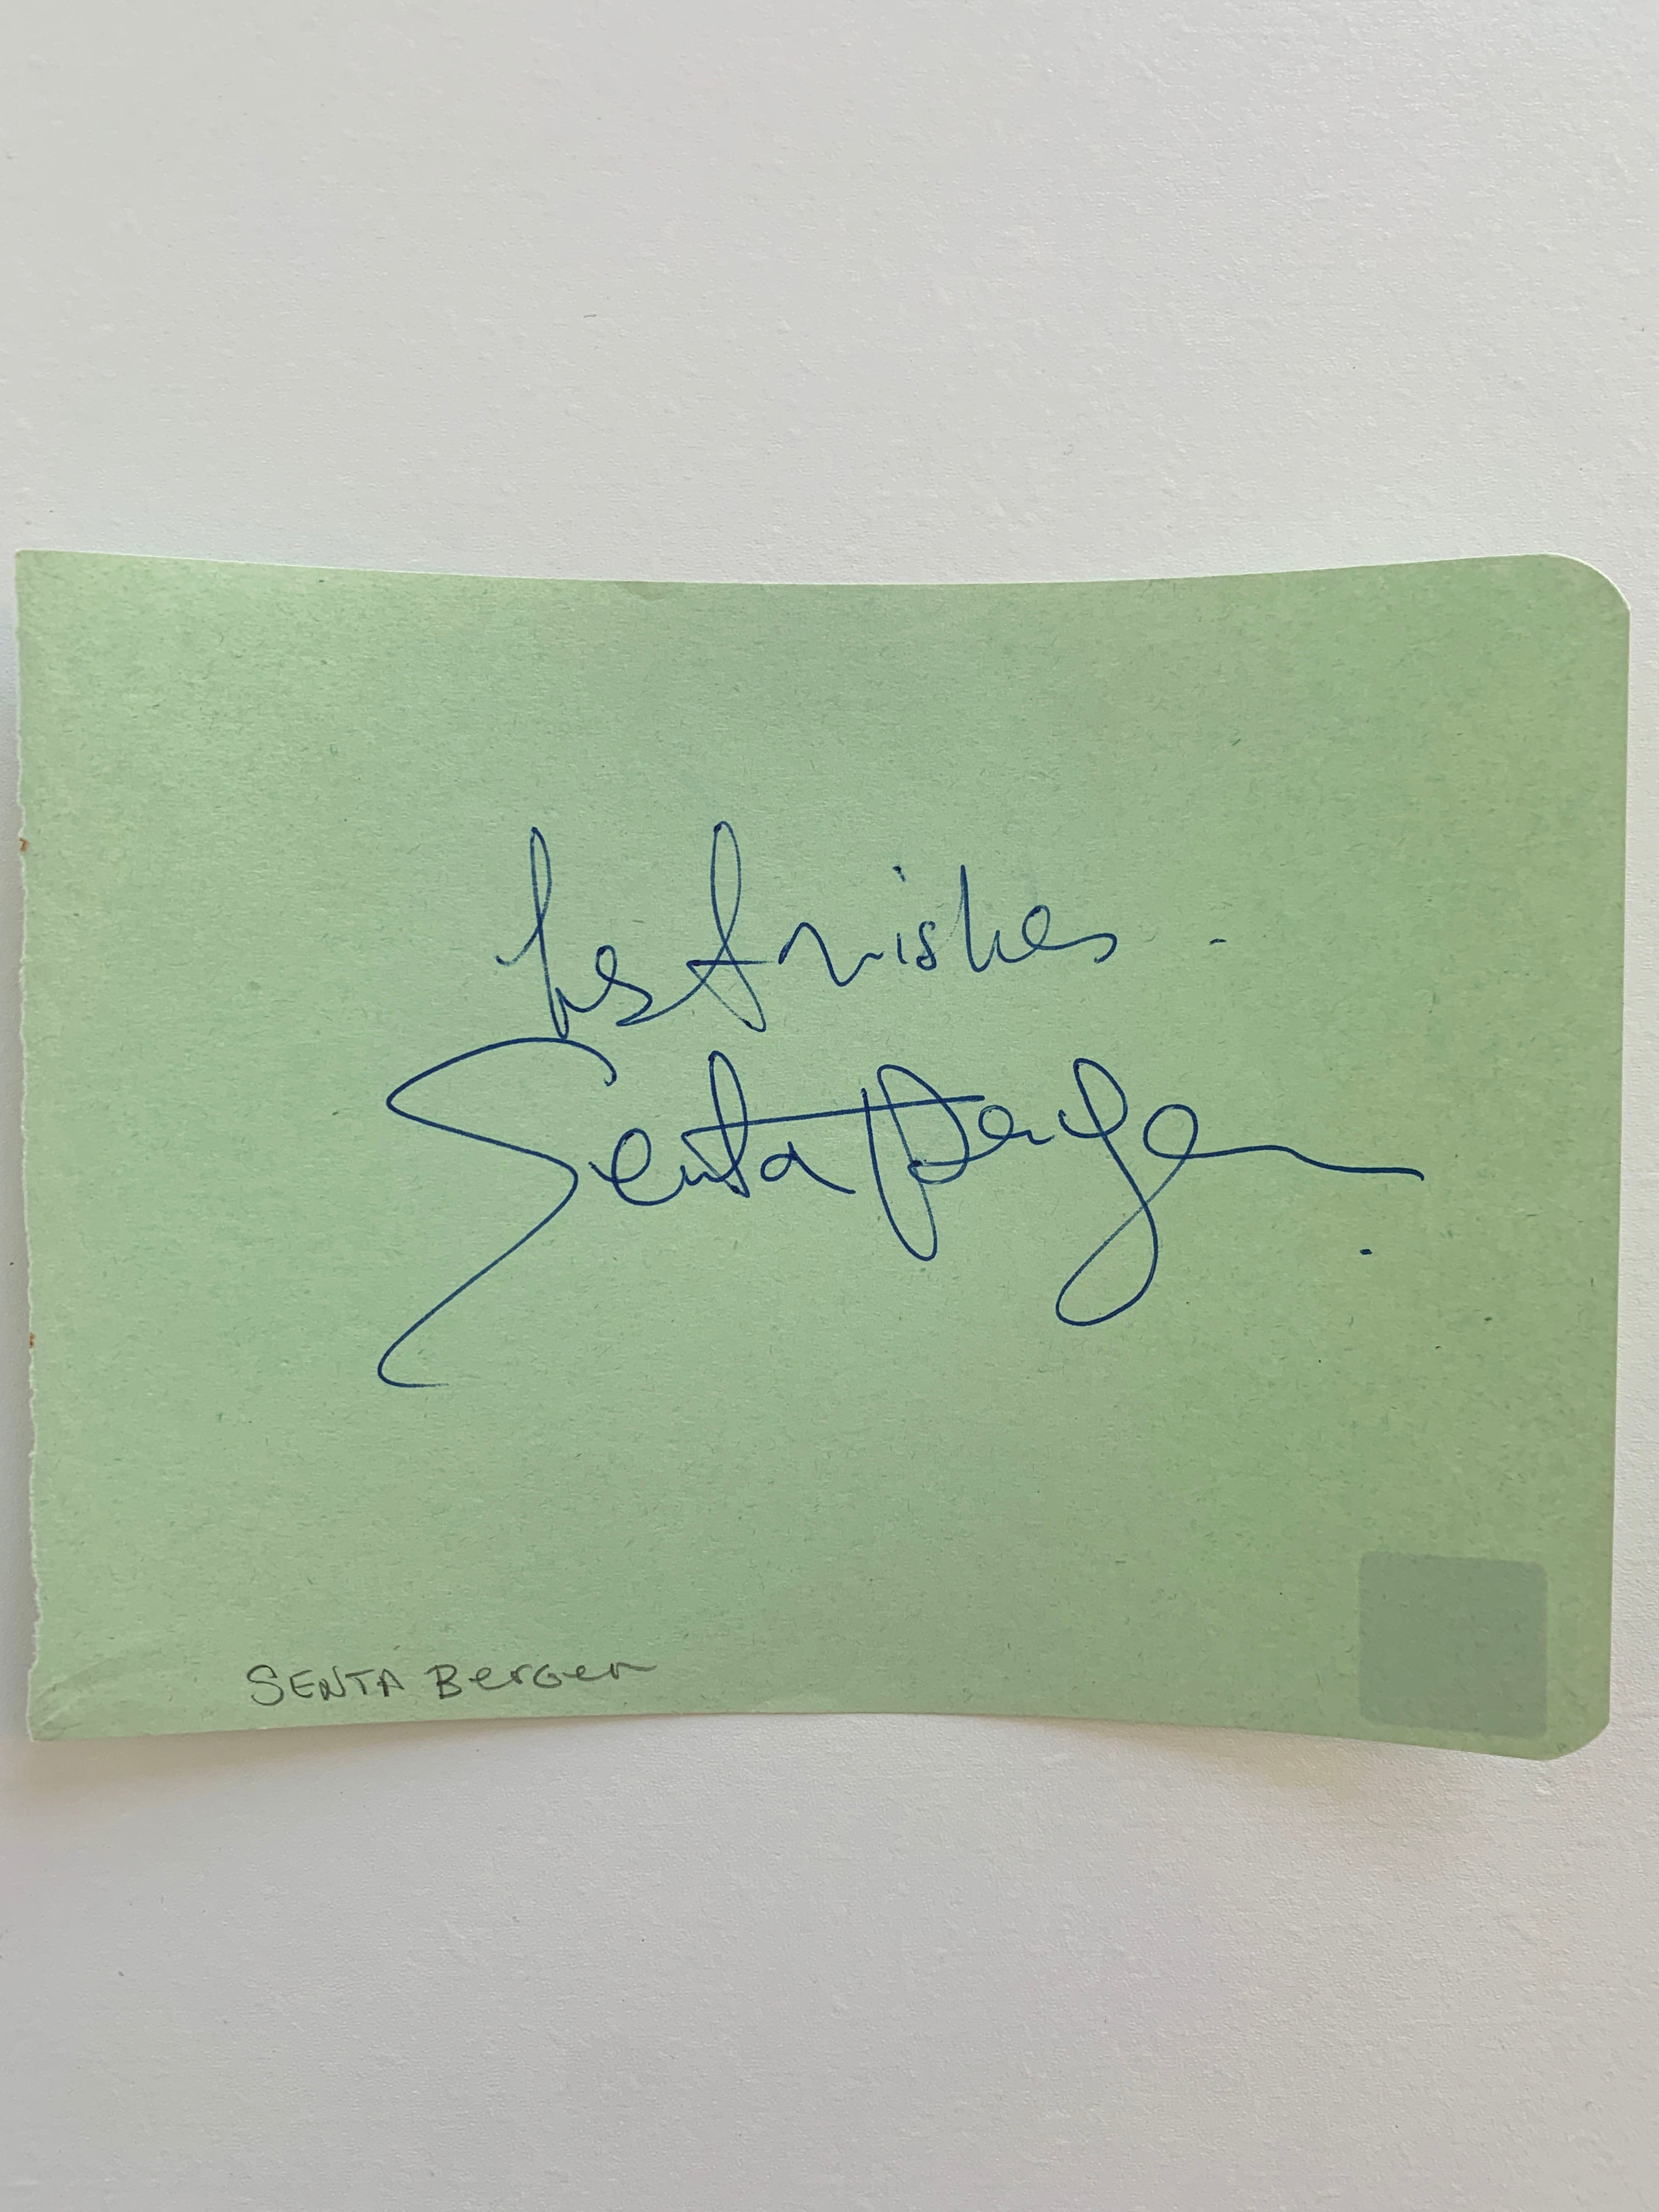 best wishes -
Senta Berger.
SENTA Berger